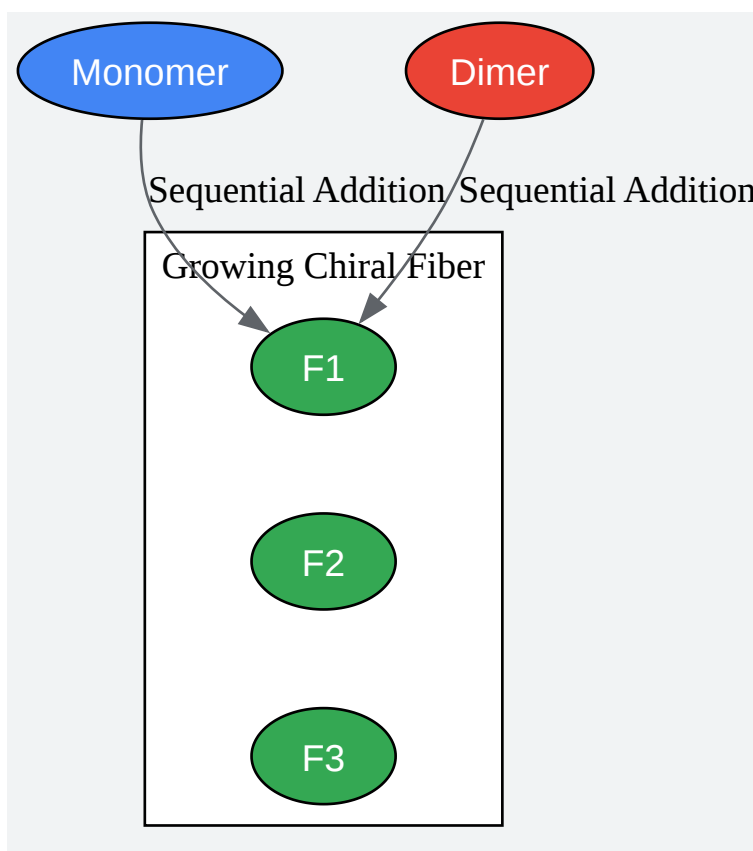 Monomer
Dimer
Sequential Addition
Sequential Addition
Growing Chiral Fiber
F1
F2
F3